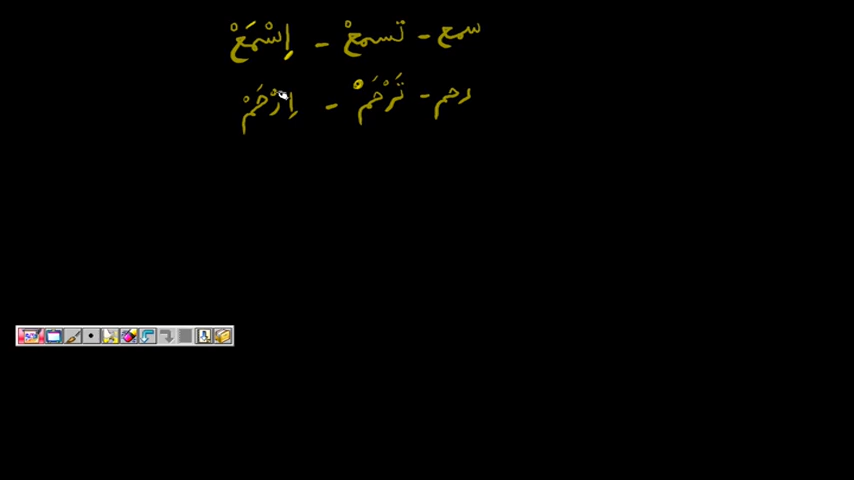 سمع - تسمعْ - اِسْمَعْ
رحم - تَرْحَمْ - اِرْحَمْ